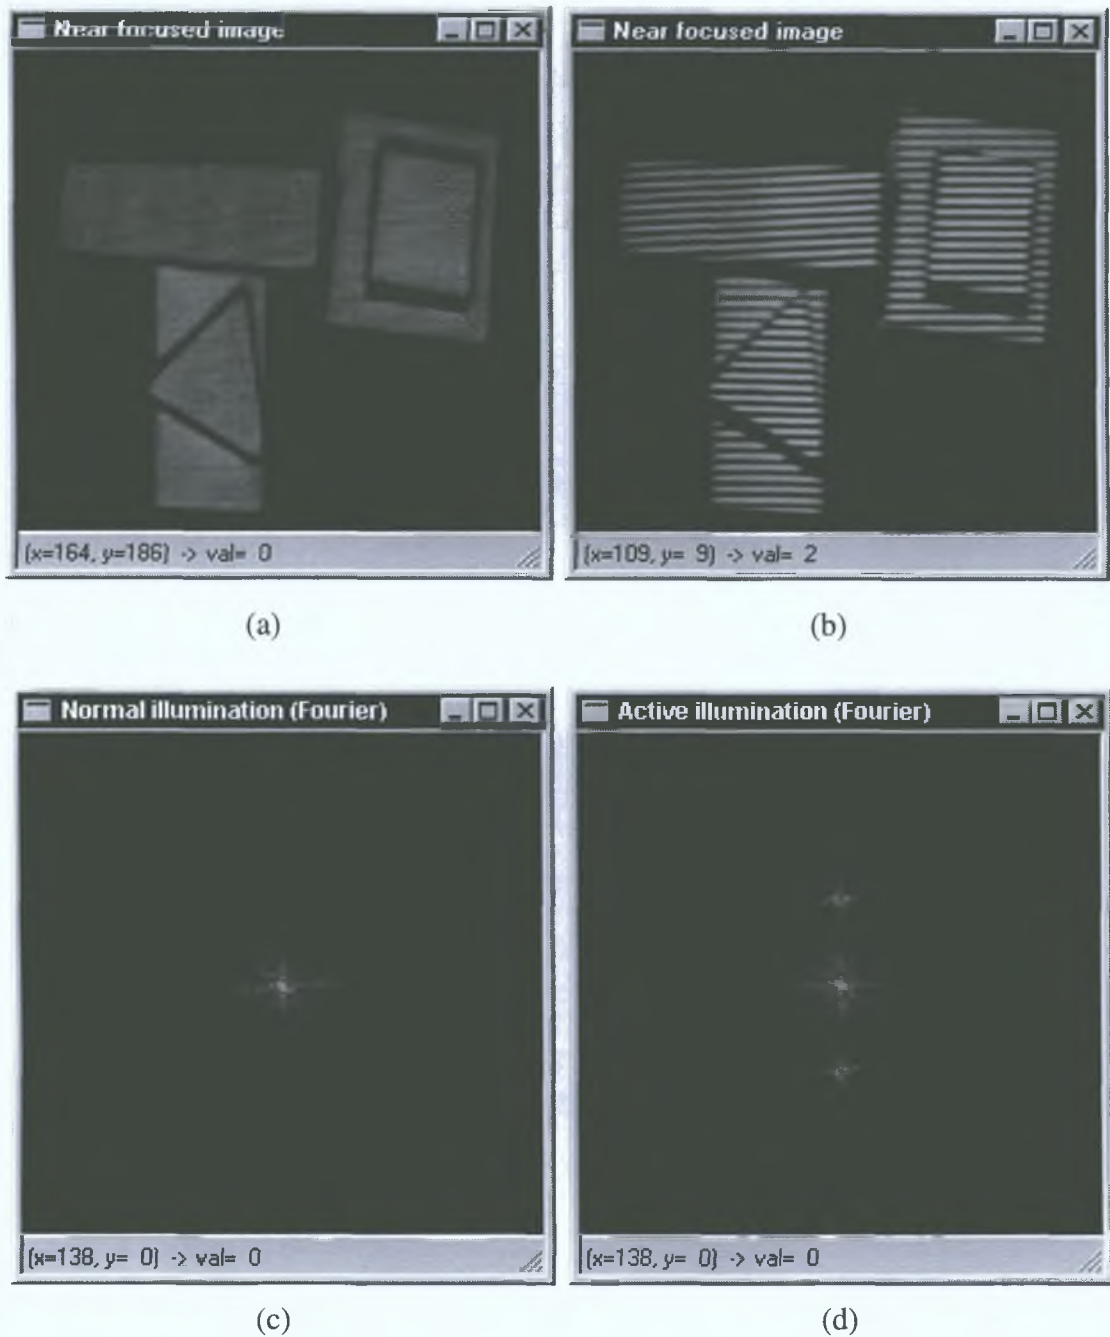 Near focused image
Near focused image
(x=164, y=186) -> val= 0
(x=109, y= 9) -> val= 2
(a)
(b)
Normal illumination (Fourier)
Active illumination (Fourier)
(x=138, y= 0) -> val= 0
(x=138, y= 0) -> val= 0
(c)
(d)